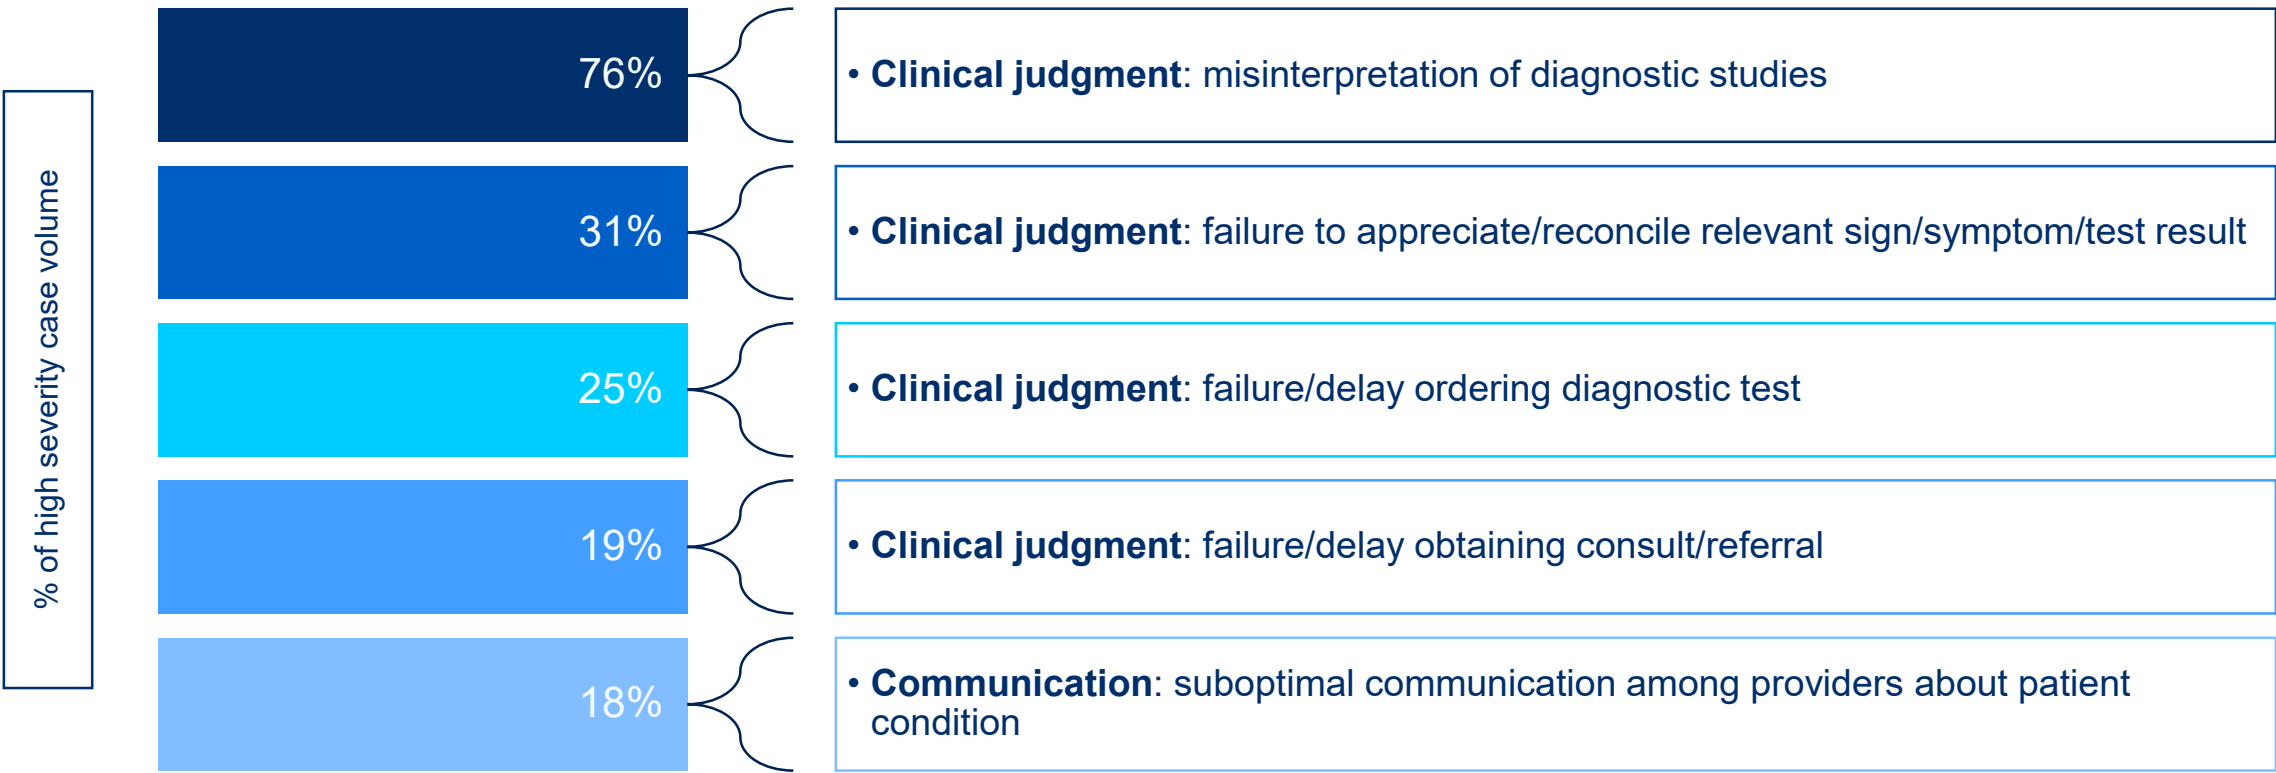 % of high severity case volume
76%
• Clinical judgment: misinterpretation of diagnostic studies
31%
• Clinical judgment: failure to appreciate/reconcile relevant sign/symptom/test result
25%
• Clinical judgment: failure/delay ordering diagnostic test
19%
• Clinical judgment: failure/delay obtaining consult/referral
18%
• Communication: suboptimal communication among providers about patient
condition